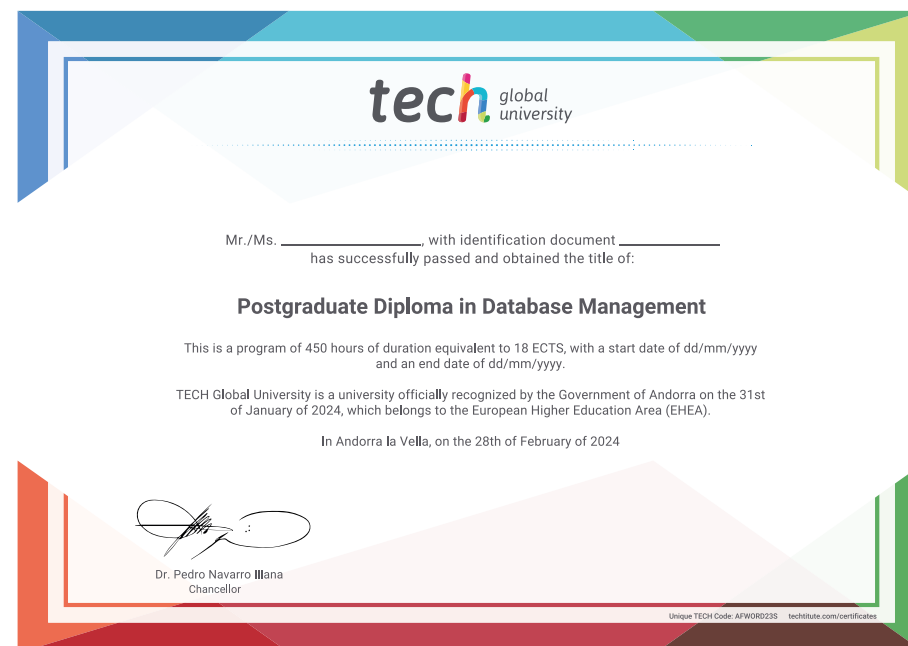 tech global university
Mr./Ms. ____________, with identification document ____________
has successfully passed and obtained the title of:
Postgraduate Diploma in Database Management
This is a program of 450 hours of duration equivalent to 18 ECTS, with a start date of dd/mm/yyyy
and an end date of dd/mm/yyyy.
TECH Global University is a university officially recognized by the Government of Andorra on the 31st
of January of 2024, which belongs to the European Higher Education Area (EHEA).
In Andorra la Vella, on the 28th of February of 2024
Dr. Pedro Navarro Illana
Chancellor
Unique TECH Code: AFWORD23S techtitute.com/certificates